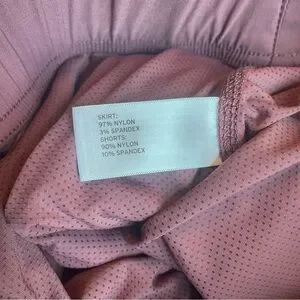 SKIRT:
97% NYLON
3% SPANDEX
SHORTS:
90% NYLON
10% SPANDEX